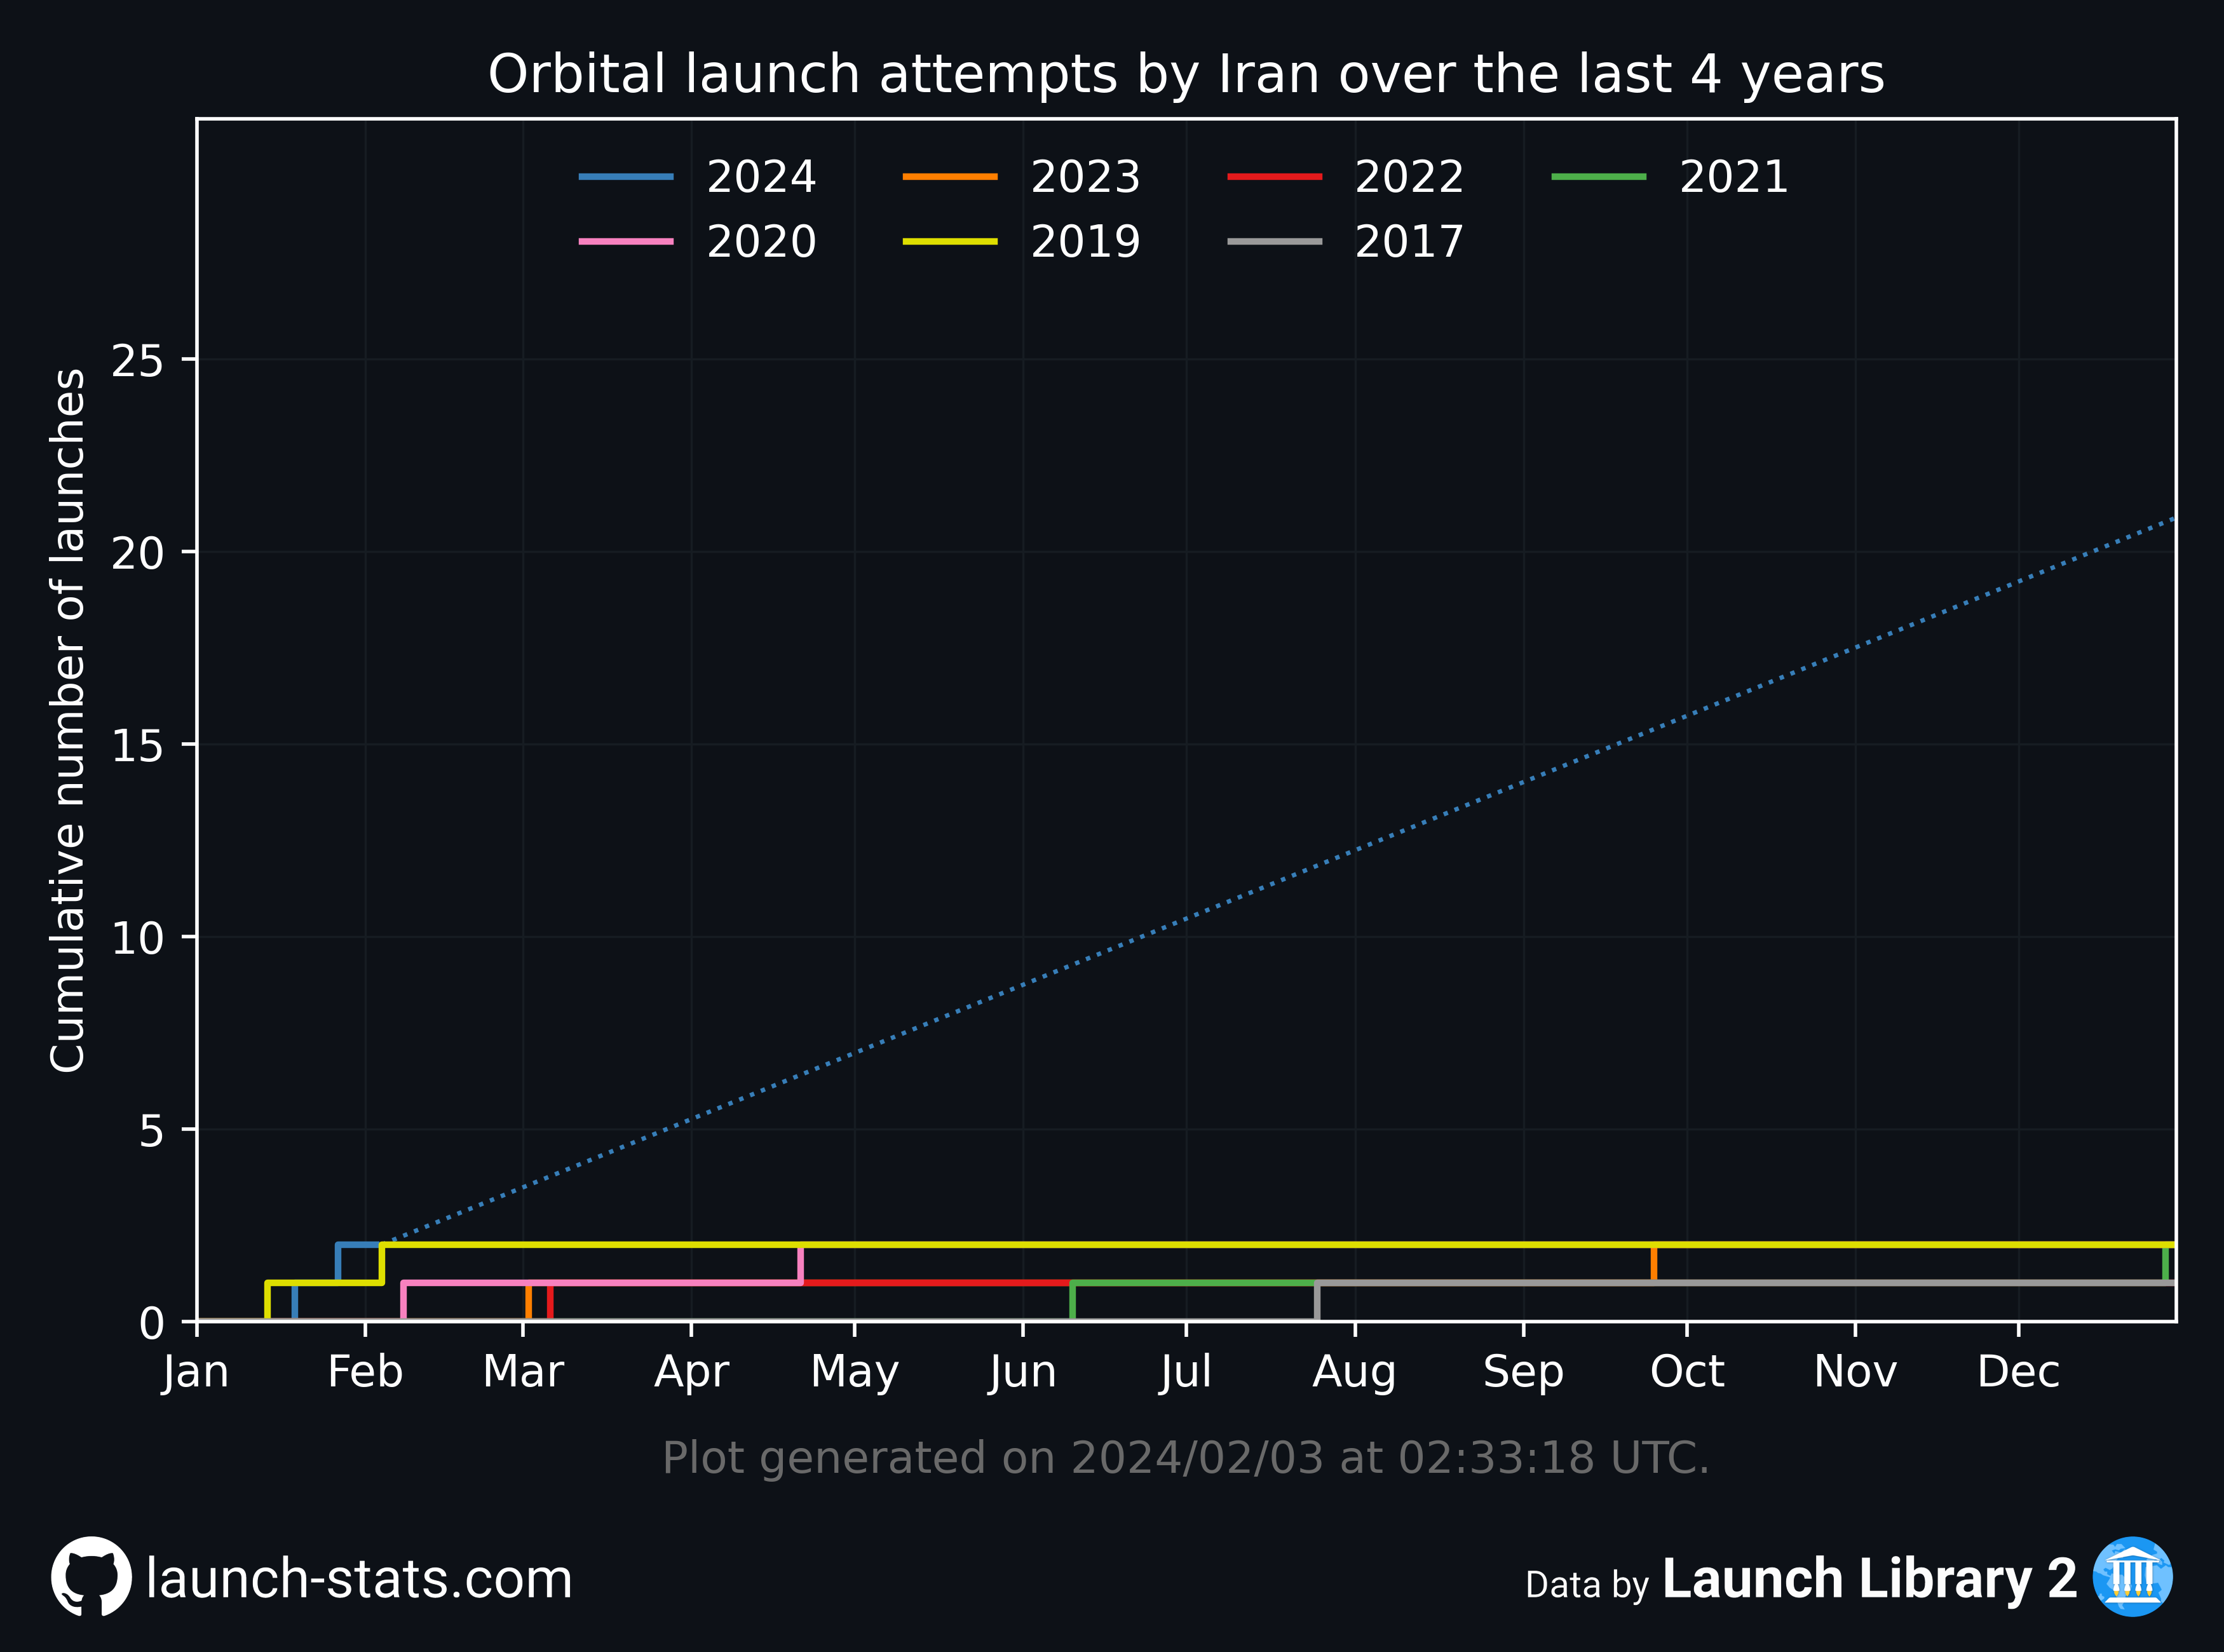 Orbital launch attempts by Iran over the last 4 years
2024 2023 2022 2021
2020 2019 2017
Cumulative number of launches
25
20
15
10
5
0
Jan Feb Mar Apr May Jun Jul Aug Sep Oct Nov Dec
Plot generated on 2024/02/03 at 02:33:18 UTC.
launch-stats.com
Data by Launch Library 2